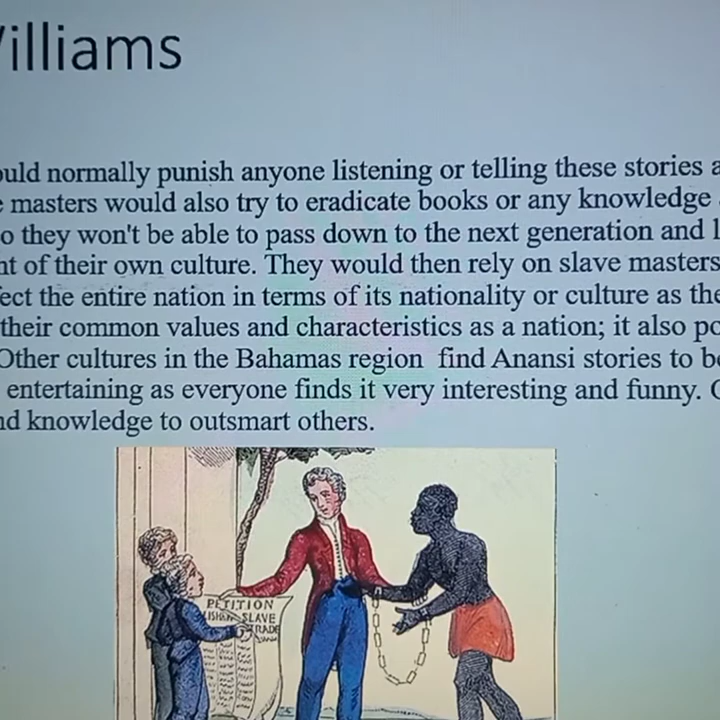 Williams
ould normally punish anyone listening or telling these stories a
e masters would also try to eradicate books or any knowledge
o they won't be able to pass down to the next generation and l
nt of their own culture. They would then rely on slave masters
ect the entire nation in terms of its nationality or culture as the
their common values and characteristics as a nation; it also po
Other cultures in the Bahamas region find Anansi stories to be
entertaining as everyone finds it very interesting and funny.
nd knowledge to outsmart others.
PETITION
SLAVE
TRADE